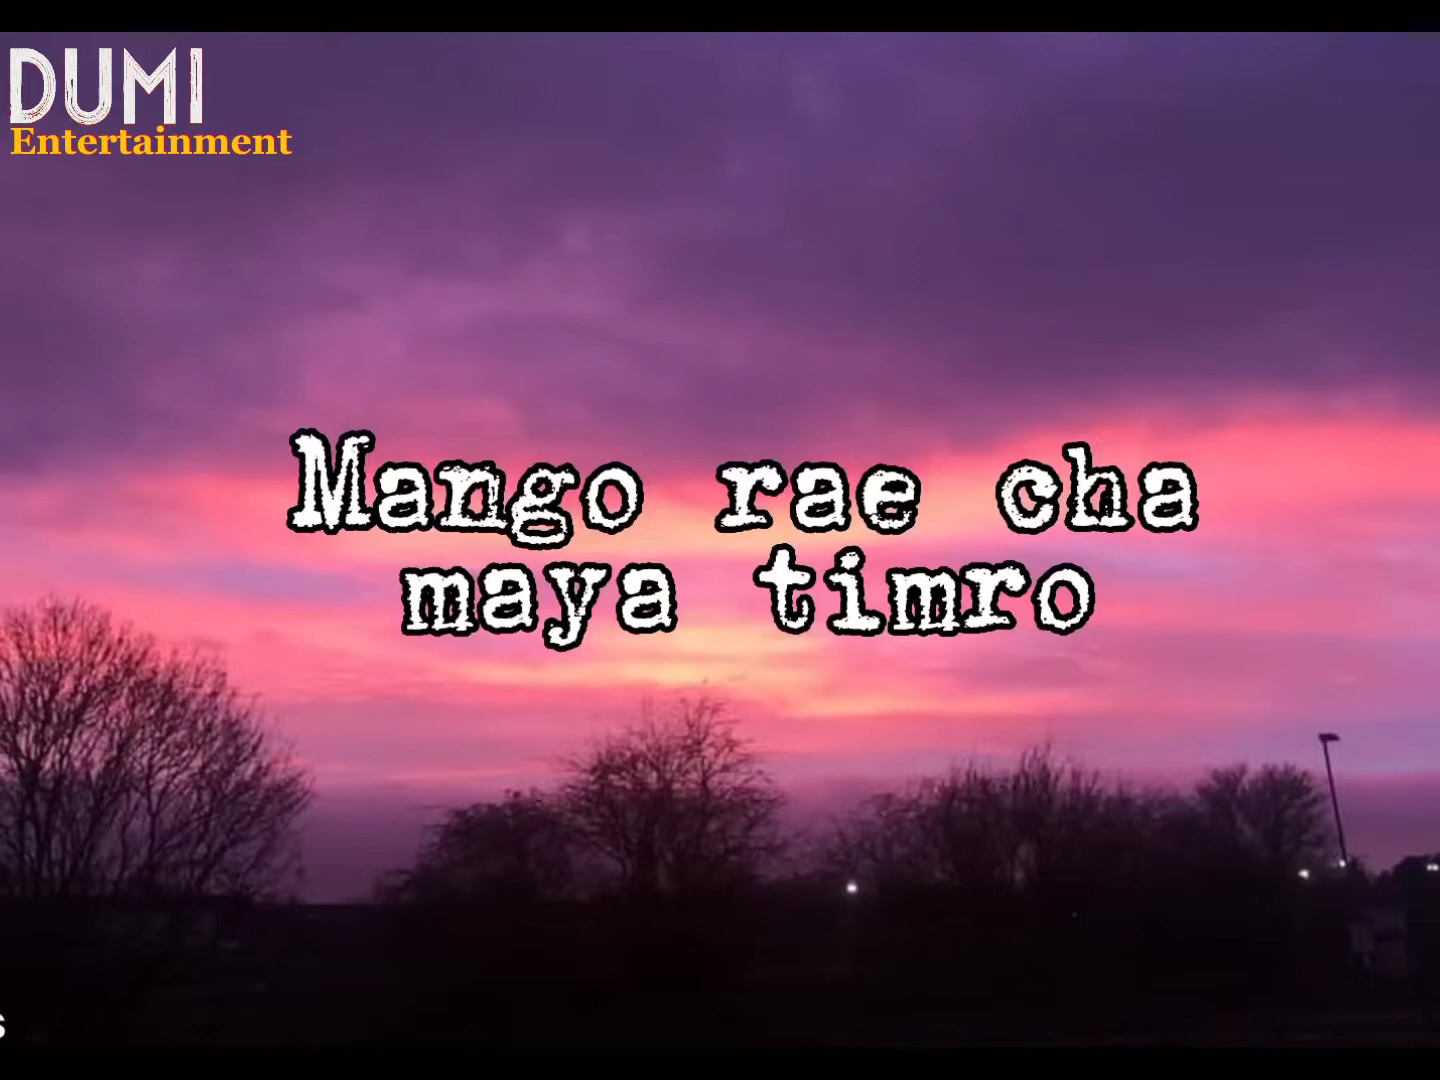 DUMI
Entertainment
Mango rae cha
maya timro
s